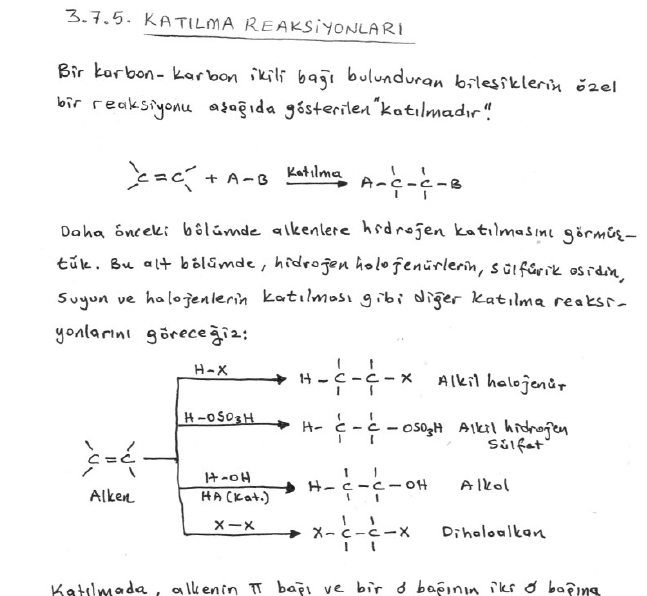 3.7.5. KATILMA REAKSİYONLARI
Bir karbon-karbon ikili bağı bulunduran bileşiklerin özel
bir reaksiyonu aşağıda gösterilen "katılmadır".
C=C + A-B Katılma A-C-C-B
Daha önceki bölümde alkenlere hidrojen katılmasını görmüş-
tük. Bu alt bölümde, hidrojen halojenürlerin, sülfürik asidin,
suyun ve halojenlerin katılması gibi diğer katılma reaksi-
yonlarını göreceğiz:
H-X H-C-C-X Alkil halojenür
H-OSO3H H-C-C-OSO3H Alkil hidrojen
Sülfat
C=C
Alken
H-OH H-C-C-OH Alkol
HA (Kat.)
X-X X-C-C-X Dihaloalkan
Katılmada, alkenin π bağı ve bir σ bağının iki σ bağına